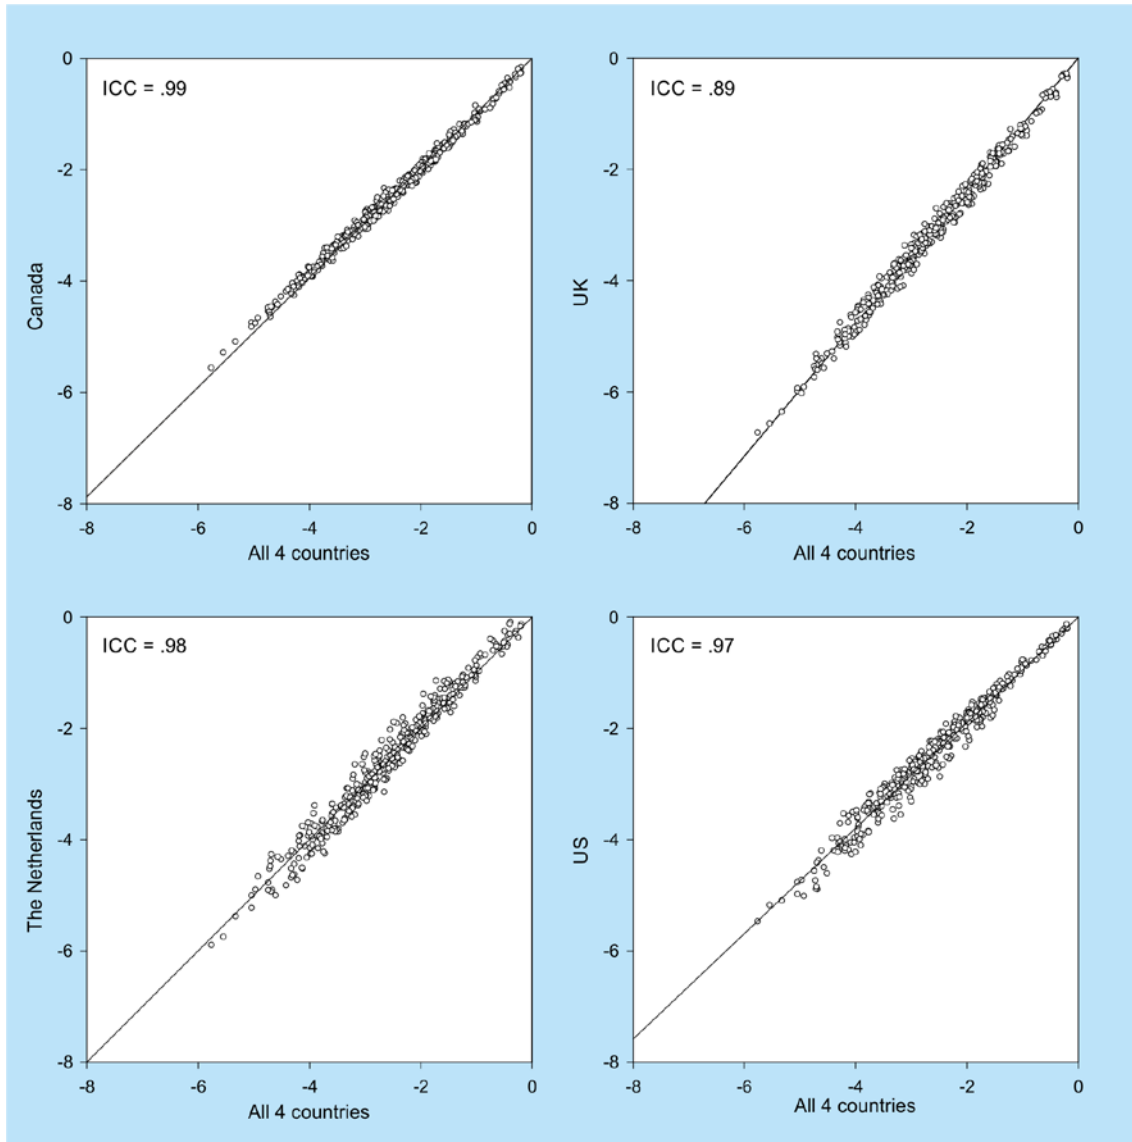 0
ICC = .99
-2
-4
-6
-8
Canada
-8 -6 -4 -2 0
All 4 countries
0
ICC = .89
-2
-4
-6
-8
UK
-8 -6 -4 -2 0
All 4 countries
0
ICC = .98
-2
-4
-6
-8
The Netherlands
-8 -6 -4 -2 0
All 4 countries
0
ICC = .97
-2
-4
-6
-8
US
-8 -6 -4 -2 0
All 4 countries